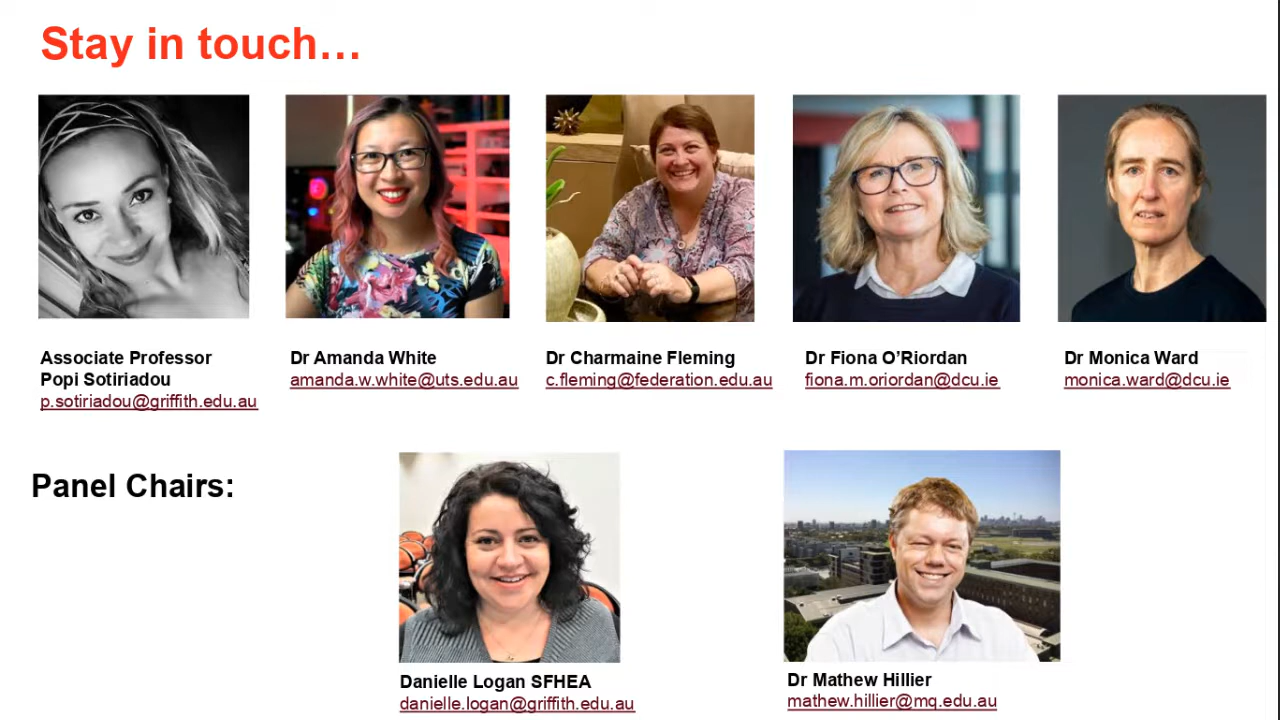 Stay in touch…
Associate Professor
Popi Sotiriadou
p.sotiriadou@griffith.edu.au
Dr Amanda White
amanda.w.white@uts.edu.au
Dr Charmaine Fleming
c.fleming@federation.edu.au
Dr Fiona O’Riordan
fiona.m.oriordan@dcu.ie
Dr Monica Ward
monica.ward@dcu.ie
Panel Chairs:
Danielle Logan SFHEA
danielle.logan@griffith.edu.au
Dr Mathew Hillier
mathew.hillier@mq.edu.au